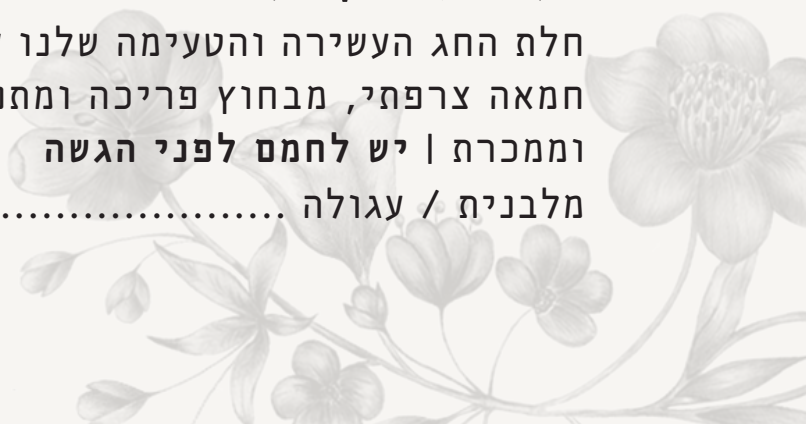 חלת החג העשירה והטעימה שלנו
חמאה צרפתי, מבחוץ פריכה
וממכרת | יש לחמם לפני הגשה
מלבנית / עגולה ......................